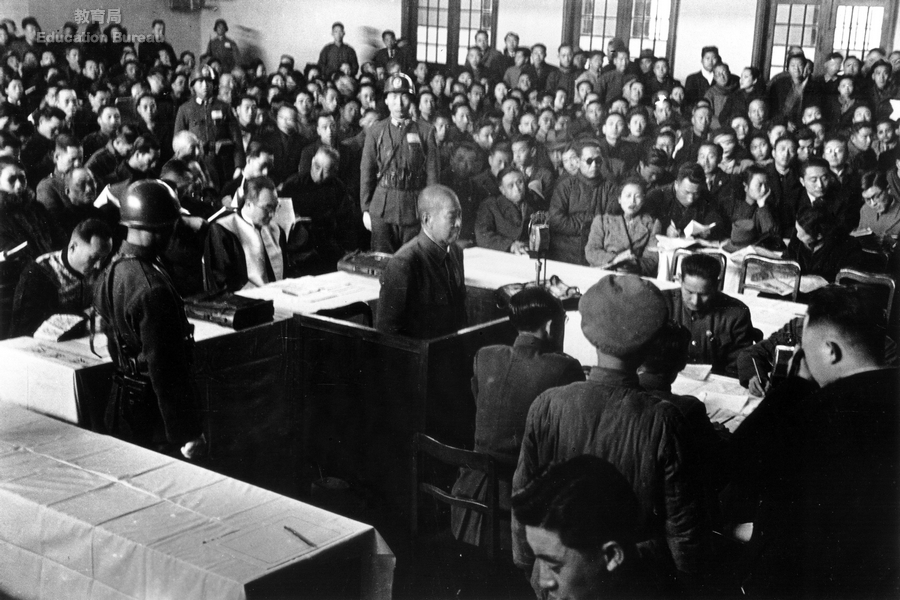 教育局
Education Bureau